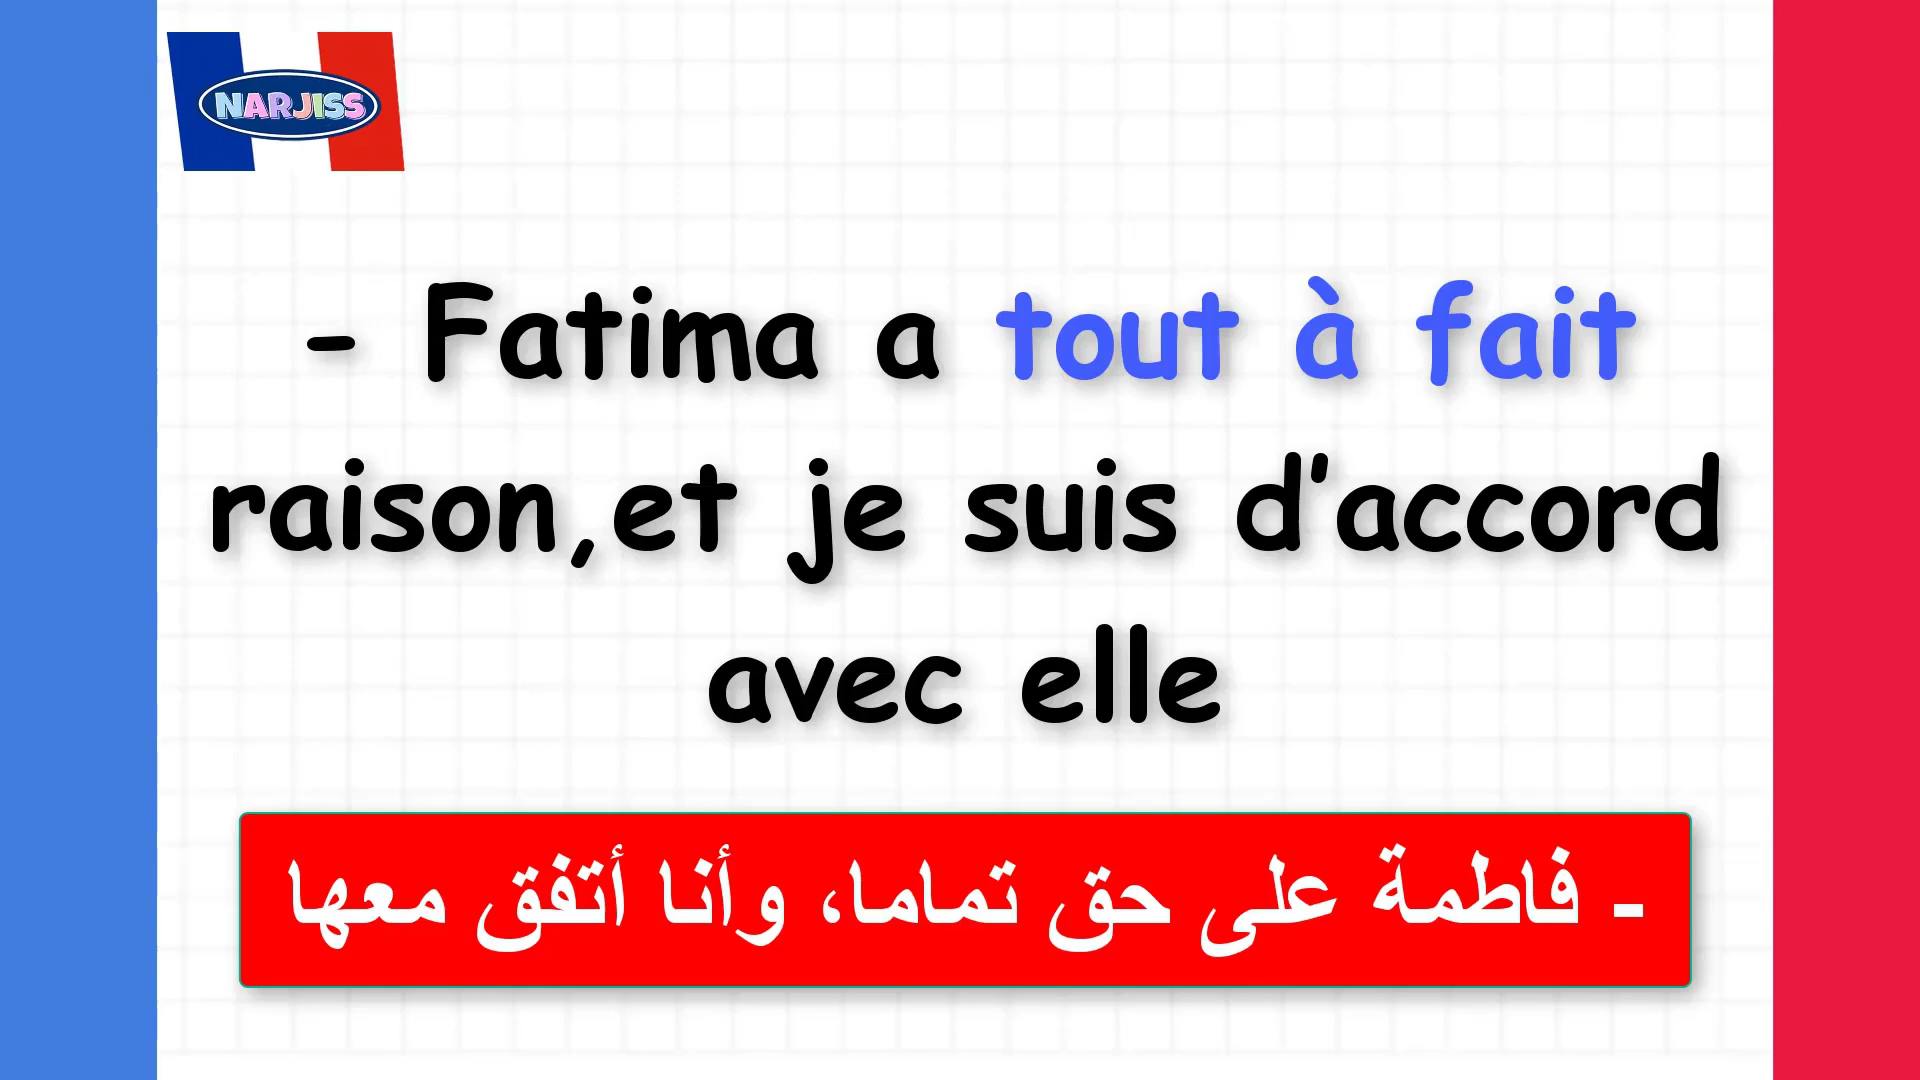 NARJISS
- Fatima a tout à fait
raison,et je suis d’accord
avec elle
- فاطمة على حق تماما، وأنا أتفق معها